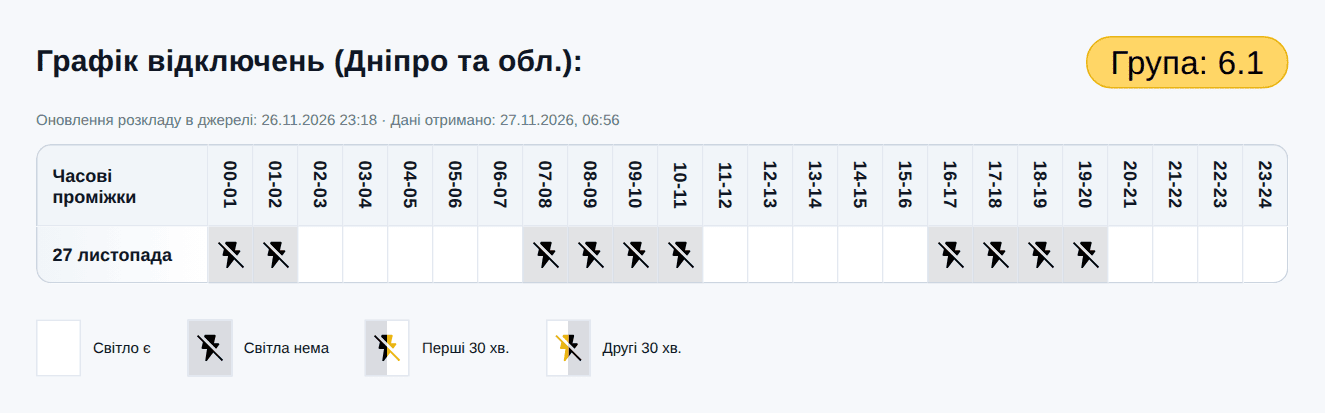 Графік відключень (Дніпро та обл.):
Група: 6.1
Оновлення розкладу в джерелі: 26.11.2026 23:18 · Дані отримано: 27.11.2026, 06:56
Часові
проміжки
00-01 01-02 02-03 03-04 04-05 05-06 06-07 07-08 08-09 09-10 10-11 11-12 12-13 13-14 14-15 15-16 16-17 17-18 18-19 19-20 20-21 21-22 22-23 23-24
27 листопада
Світло є Світла нема Перші 30 хв. Другі 30 хв.